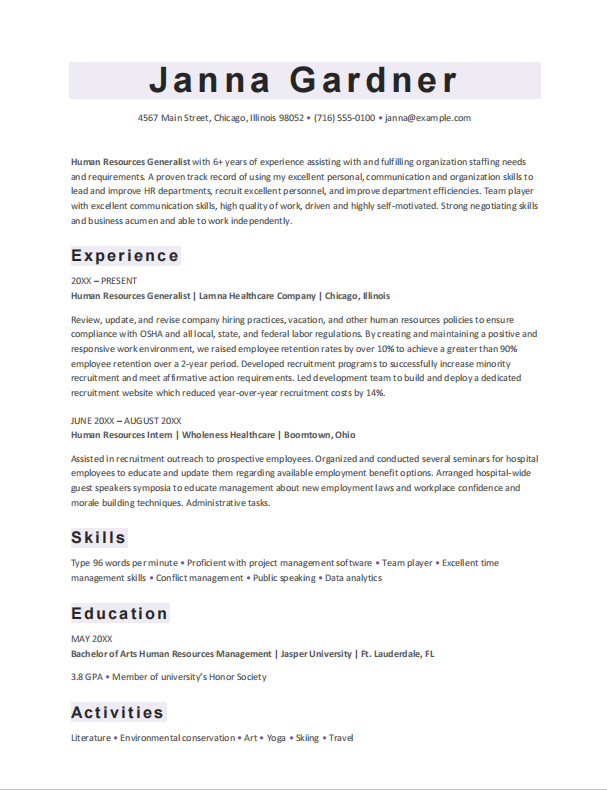 Janna Gardner
4567 Main Street, Chicago, Illinois 98052 • (716) 555-0100 • janna@example.com
Human Resources Generalist with 6+ years of experience assisting with and fulfilling organization staffing needs
and requirements. A proven track record of using my excellent personal, communication and organization skills to
lead and improve HR departments, recruit excellent personnel, and improve department efficiencies. Team player
with excellent communication skills, high quality of work, driven and highly self-motivated. Strong negotiating skills
and business acumen and able to work independently.
Experience
20XX – PRESENT
Human Resources Generalist | Lamna Healthcare Company | Chicago, Illinois
Review, update, and revise company hiring practices, vacation, and other human resources policies to ensure
compliance with OSHA and all local, state, and federal labor regulations. By creating and maintaining a positive and
responsive work environment, we raised employee retention rates by over 10% to achieve a greater than 90%
employee retention over a 2-year period. Developed recruitment programs to successfully increase minority
recruitment and meet affirmative action requirements. Led development team to build and deploy a dedicated
recruitment website which reduced year-over-year recruitment costs by 14%.
JUNE 20XX – AUGUST 20XX
Human Resources Intern | Wholeness Healthcare | Boomtown, Ohio
Assisted in recruitment outreach to prospective employees. Organized and conducted several seminars for hospital
employees to educate and update them regarding available employment benefit options. Arranged hospital-wide
guest speakers symposia to educate management about new employment laws and workplace confidence and
morale building techniques. Administrative tasks.
Skills
Type 96 words per minute • Proficient with project management software • Team player • Excellent time
management skills • Conflict management • Public speaking • Data analytics
Education
MAY 20XX
Bachelor of Arts Human Resources Management | Jasper University | Ft. Lauderdale, FL
3.8 GPA • Member of university's Honor Society
Activities
Literature • Environmental conservation • Art • Yoga • Skiing • Travel